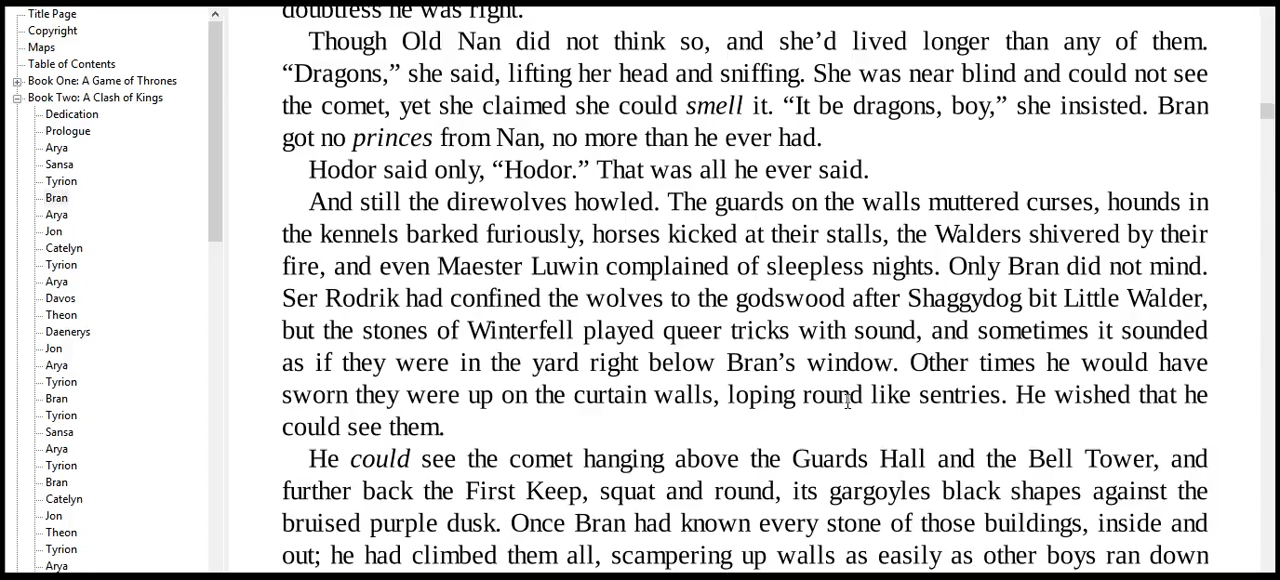 Title Page
Copyright
Maps
Table of Contents
Book One: A Game of Thrones
Book Two: A Clash of Kings
Dedication
Prologue
Arya
Sansa
Tyrion
Bran
Arya
Jon
Catelyn
Tyrion
Arya
Davos
Theon
Daenerys
Jon
Arya
Tyrion
Bran
Tyrion
Sansa
Arya
Tyrion
Bran
Catelyn
Jon
Theon
Tyrion
Arya
doubtless he was right.
Though Old Nan did not think so, and she’d lived longer than any of them.
“Dragons,” she said, lifting her head and sniffing. She was near blind and could not see
the comet, yet she claimed she could smell it. “It be dragons, boy,” she insisted. Bran
got no princes from Nan, no more than he ever had.
Hodor said only, “Hodor.” That was all he ever said.
And still the direwolves howled. The guards on the walls muttered curses, hounds in
the kennels barked furiously, horses kicked at their stalls, the Walders shivered by their
fire, and even Maester Luwin complained of sleepless nights. Only Bran did not mind.
Ser Rodrik had confined the wolves to the godswood after Shaggydog bit Little Walder,
but the stones of Winterfell played queer tricks with sound, and sometimes it sounded
as if they were in the yard right below Bran’s window. Other times he would have
sworn they were up on the curtain walls, loping round like sentries. He wished that he
could see them.
He could see the comet hanging above the Guards Hall and the Bell Tower, and
further back the First Keep, squat and round, its gargoyles black shapes against the
bruised purple dusk. Once Bran had known every stone of those buildings, inside and
out; he had climbed them all, scampering up walls as easily as other boys ran down